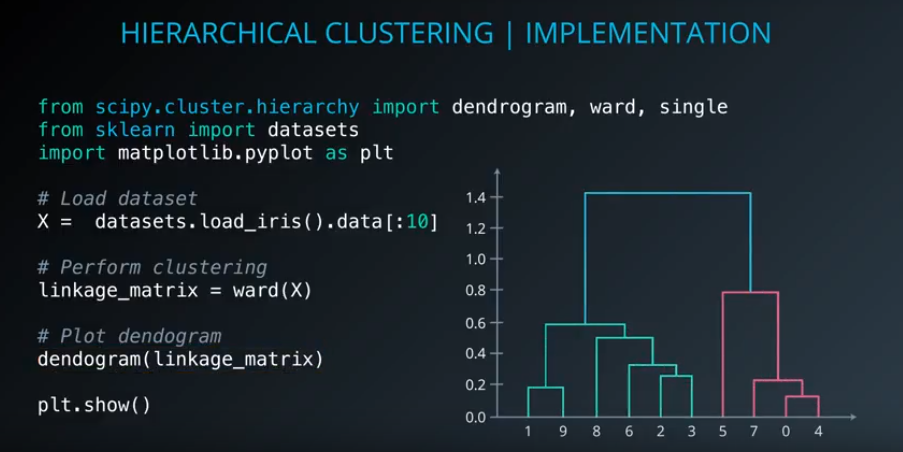 HIERARCHICAL CLUSTERING | IMPLEMENTATION
from scipy.cluster.hierarchy import dendrogram, ward, single
from sklearn import datasets
import matplotlib.pyplot as plt
# Load dataset
X =  datasets.load_iris().data[:10]
# Perform clustering
linkage_matrix = ward(X)
# Plot dendogram
dendogram(linkage_matrix)
plt.show()
1.4
1.2
1.0
0.8
0.6
0.4
0.2
0.0
1 9 8 6 2 3 5 7 0 4